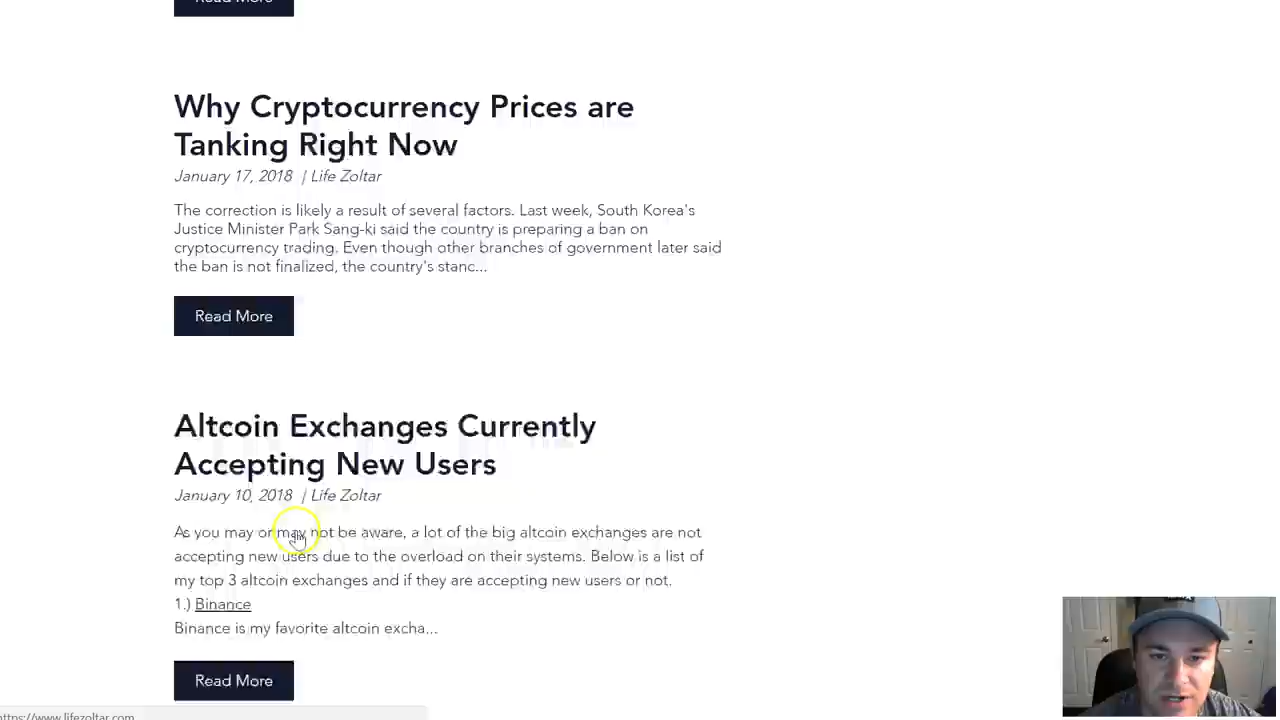 Read More
Why Cryptocurrency Prices are
Tanking Right Now
January 17, 2018 | Life Zoltar
The correction is likely a result of several factors. Last week, South Korea's
Justice Minister Park Sang-ki said the country is preparing a ban on
cryptocurrency trading. Even though other branches of government later said
the ban is not finalized, the country's stanc...
Read More
Altcoin Exchanges Currently
Accepting New Users
January 10, 2018 | Life Zoltar
As you may or may not be aware, a lot of the big altcoin exchanges are not
accepting new users due to the overload on their systems. Below is a list of
my top 3 altcoin exchanges and if they are accepting new users or not.
1.) Binance
Binance is my favorite altcoin excha...
Read More
https://www.lifezoltar.com